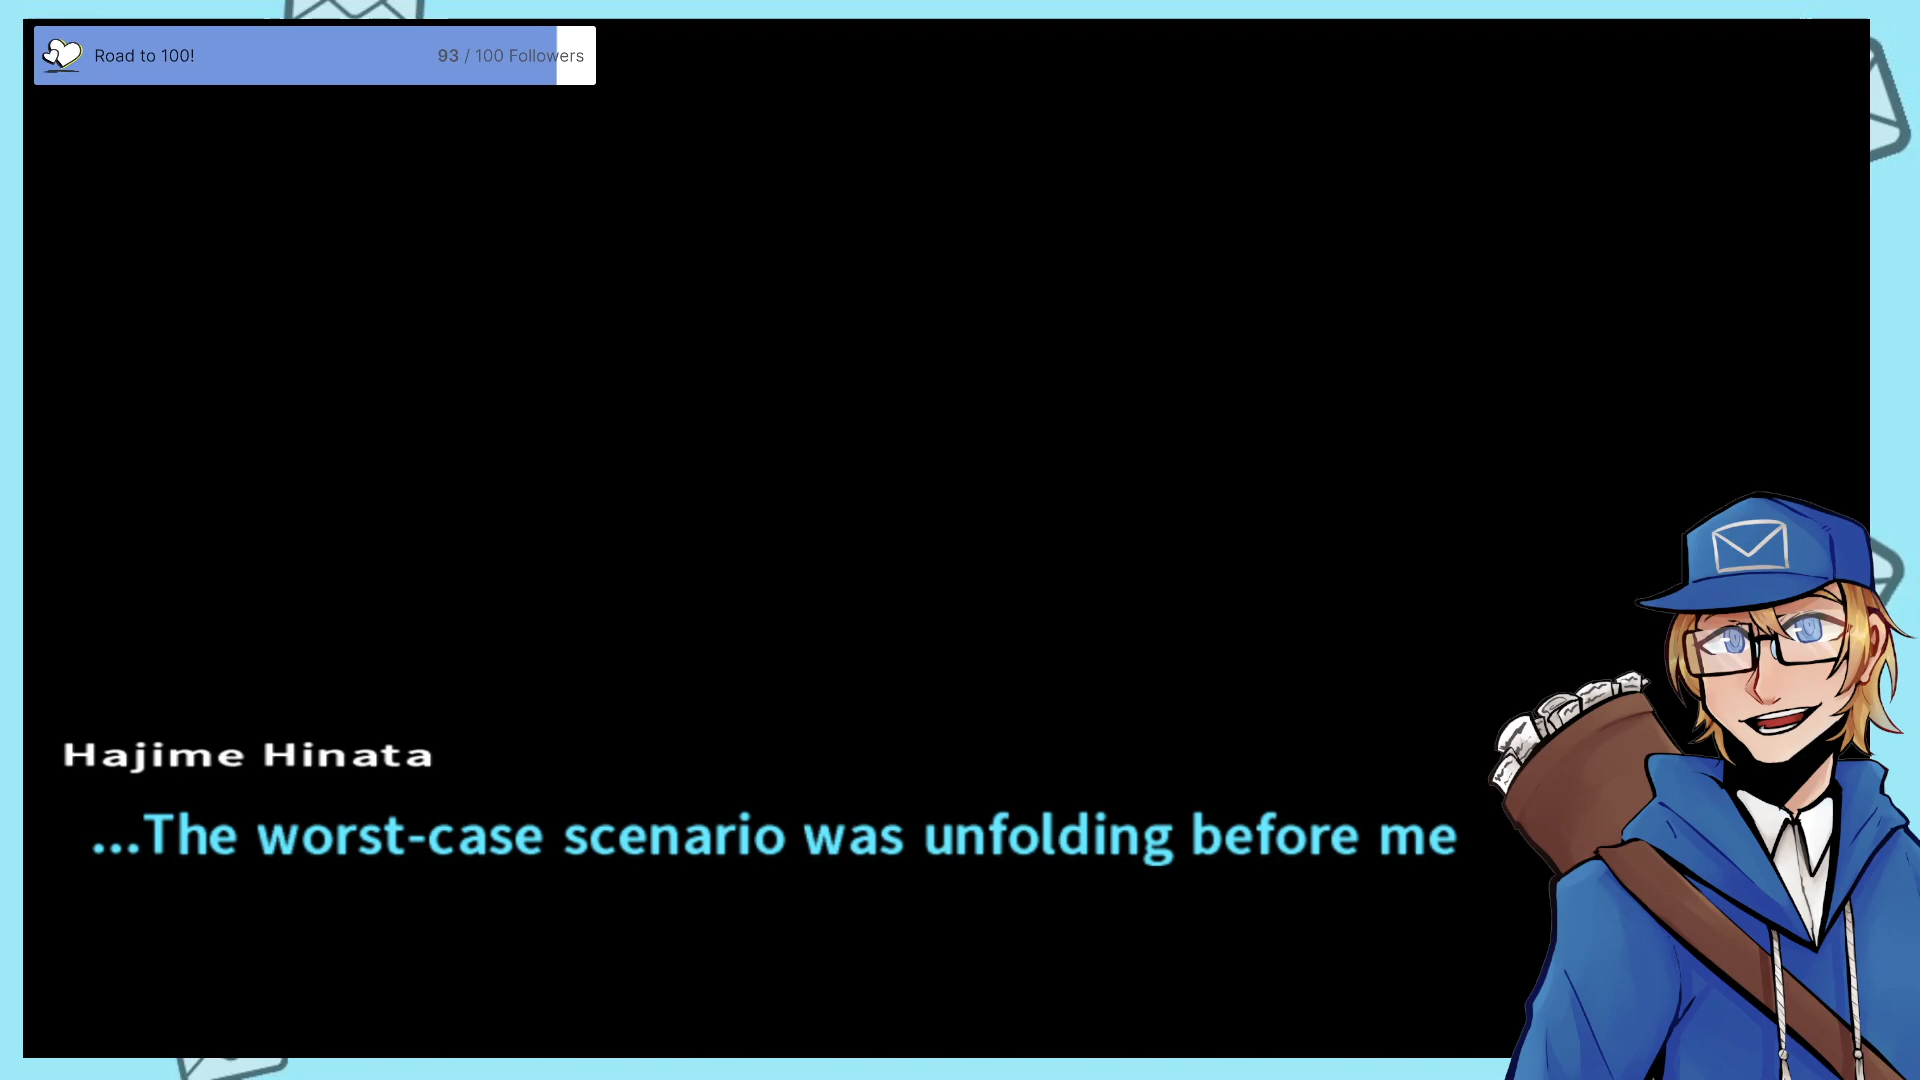 Road to 100!
93 / 100 Followers
Hajime Hinata
...The worst-case scenario was unfolding before me